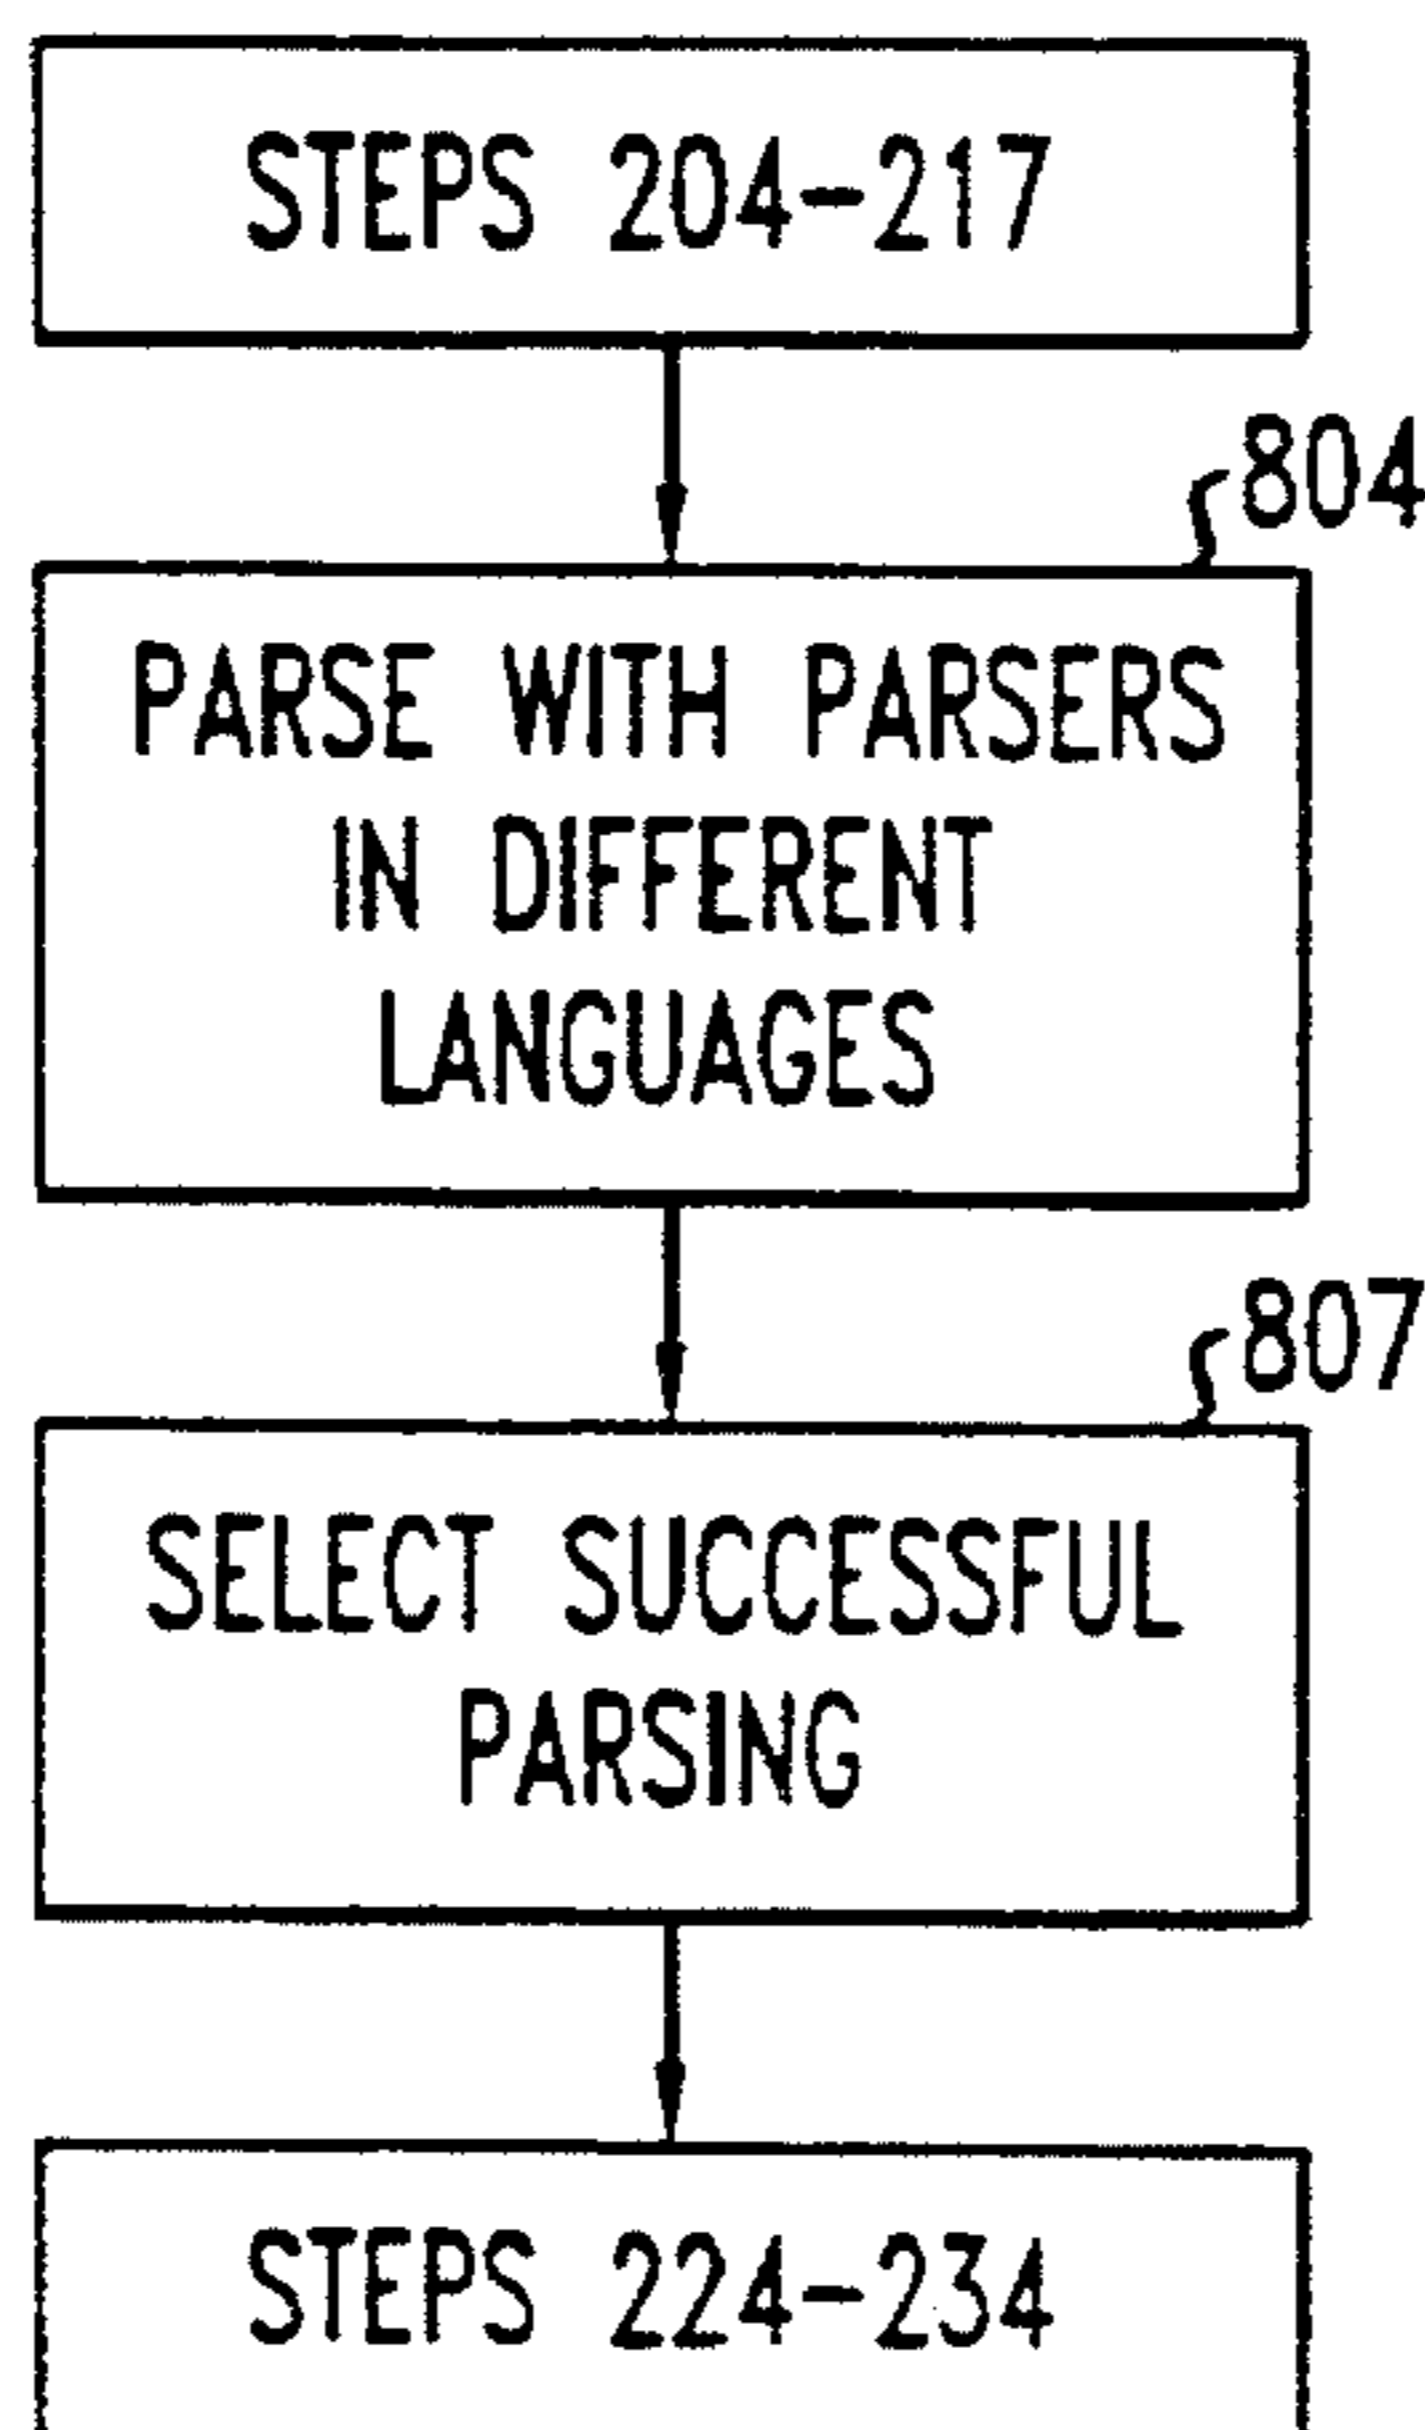 STEPS 204-217
804
PARSE WITH PARSERS
IN DIFFERENT
LANGUAGES
807
SELECT SUCCESSFUL
PARSING
STEPS 224-234